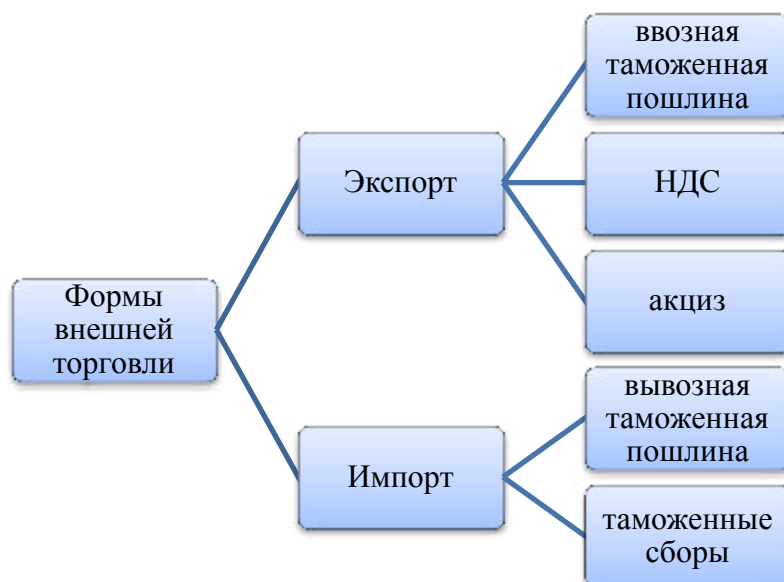 Формы
внешней
торговли
Экспорт
ввозная
таможенная
пошлина
НДС
акциз
Импорт
вывозная
таможенная
пошлина
таможенные
сборы